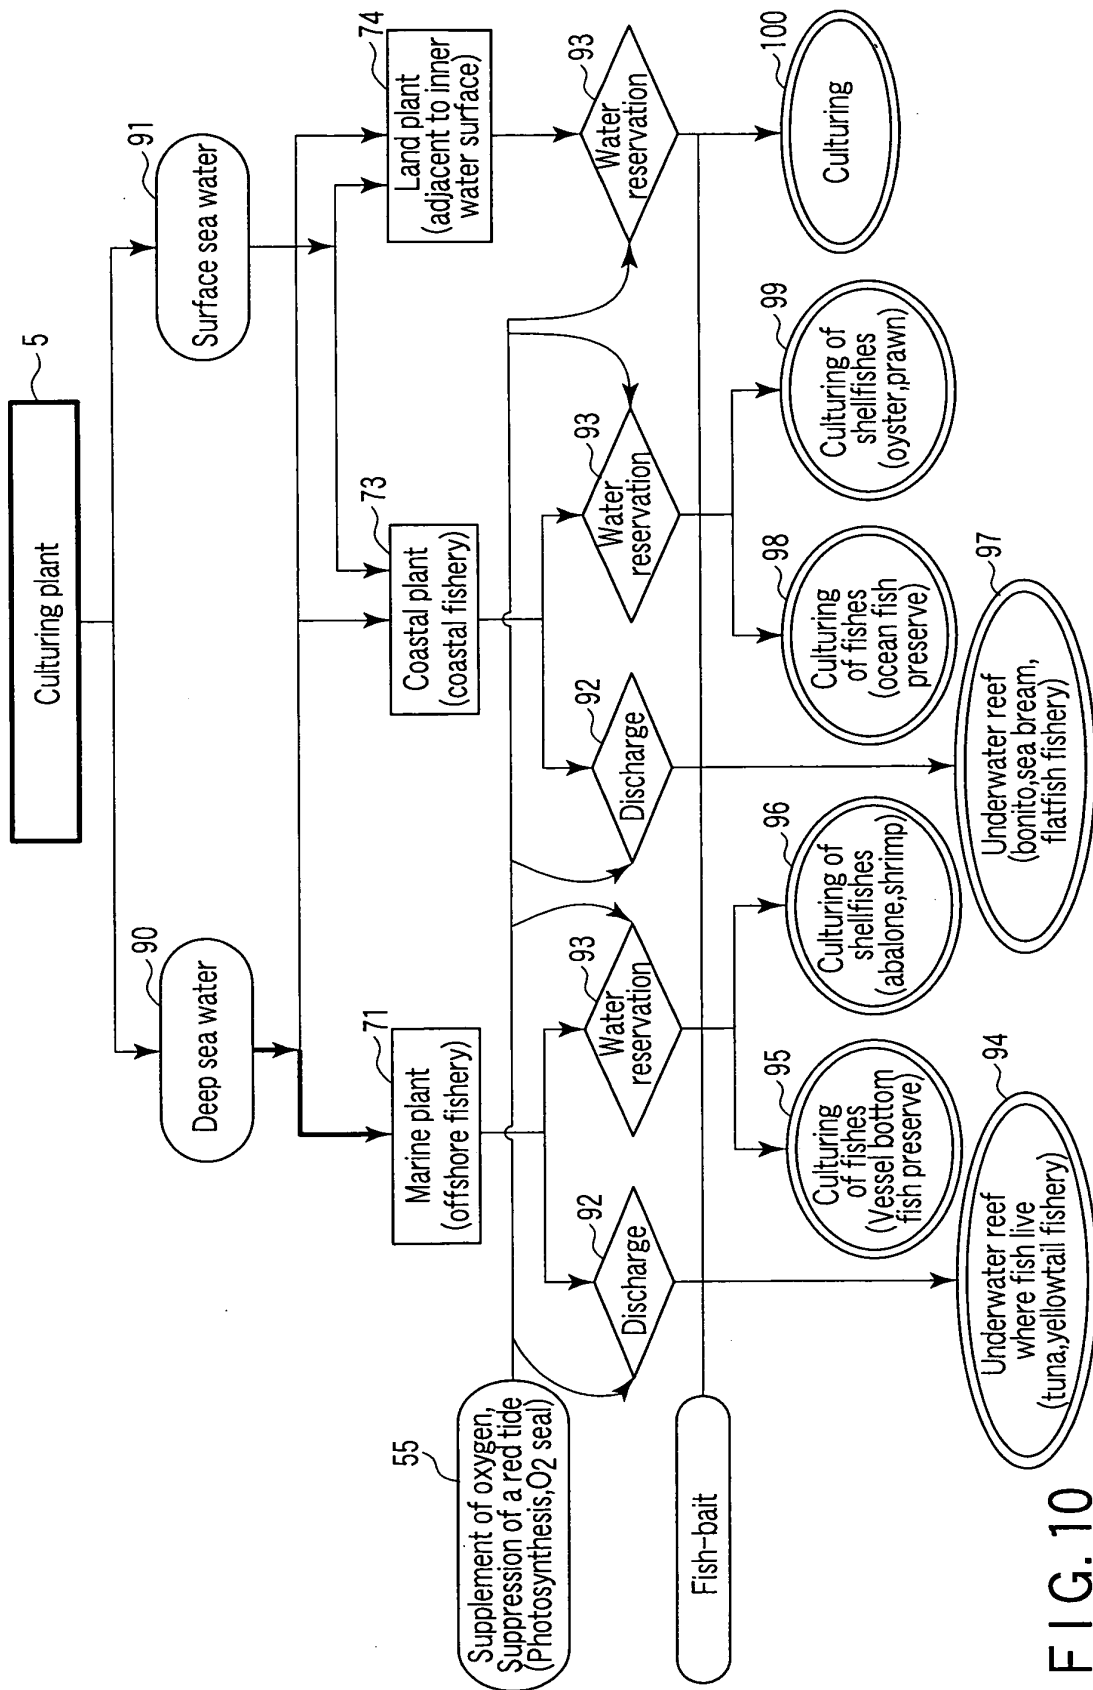 Culturing plant
5
Deep sea water
90
Surface sea water
91
Marine plant
(offshore fishery)
71
Coastal plant
(coastal fishery)
73
Land plant
(adjacent to inner
water surface)
74
Supplement of oxygen,
Suppression of a red tide
(Photosynthesis,O2 seal)
55
Discharge
92
Water
reservation
93
Discharge
92
Water
reservation
93
Water
reservation
93
Fish-bait
Culturing
of fishes
(Vessel bottom
fish preserve)
95
Culturing of
shellfishes
(abalone,shrimp)
96
Culturing
of fishes
(ocean fish
preserve)
98
Culturing of
shellfishes
(oyster,prawn)
99
Culturing
100
Underwater reef
where fish live
(tuna,yellowtail fishery)
94
Underwater reef
(bonito,sea bream,
flatfish fishery)
97
FIG. 10